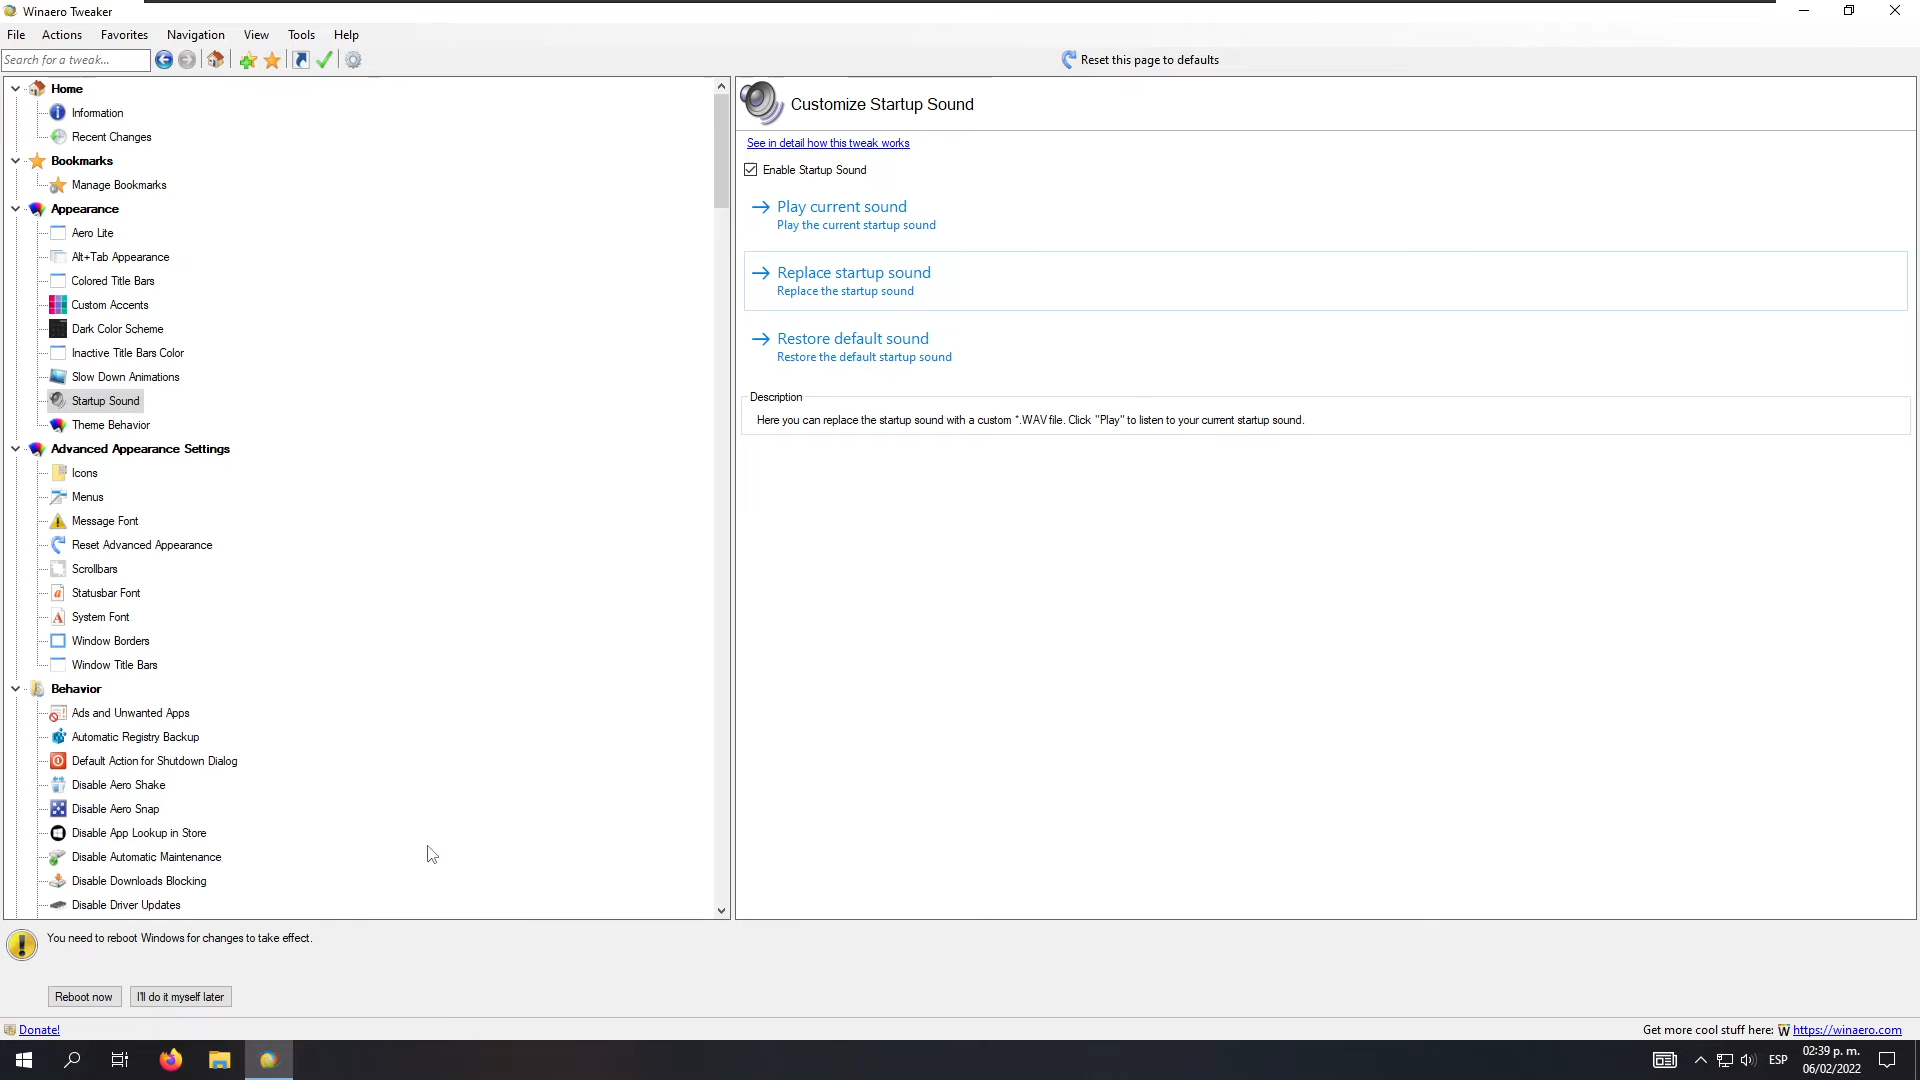 Winaero Tweaker
File Actions Favorites Navigation View Tools Help
Search for a tweak...
Reset this page to defaults
Home
Information
Recent Changes
Bookmarks
Manage Bookmarks
Appearance
Aero Lite
Alt+Tab Appearance
Colored Title Bars
Custom Accents
Dark Color Scheme
Inactive Title Bars Color
Slow Down Animations
Startup Sound
Theme Behavior
Advanced Appearance Settings
Icons
Menus
Message Font
Reset Advanced Appearance
Scrollbars
Statusbar Font
System Font
Window Borders
Window Title Bars
Behavior
Ads and Unwanted Apps
Automatic Registry Backup
Default Action for Shutdown Dialog
Disable Aero Shake
Disable Aero Snap
Disable App Lookup in Store
Disable Automatic Maintenance
Disable Downloads Blocking
Disable Driver Updates
Customize Startup Sound
See in detail how this tweak works
Enable Startup Sound
Play current sound
Play the current startup sound
Replace startup sound
Replace the startup sound
Restore default sound
Restore the default startup sound
Description
Here you can replace the startup sound with a custom *.WAV file. Click "Play" to listen to your current startup sound.
You need to reboot Windows for changes to take effect.
Reboot now
I'll do it myself later
Donate!
Get more cool stuff here: W https://winaero.com
ESP
02:39 p. m.
06/02/2022